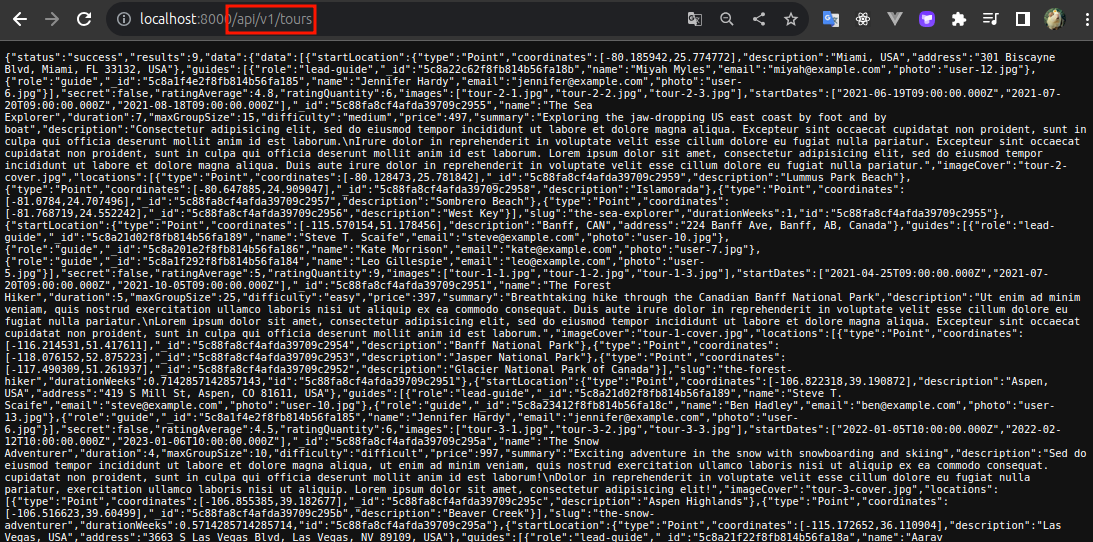 localhost:8000/api/v1/tours
{"status":"success","results":9,"data":{"data":[{"startLocation":{"type":"Point","coordinates":[-80.185942,25.774772],"description":"Miami, USA","address":"301 Biscayne
Blvd, Miami, FL 33132, USA"},"guides":[{"role":"lead-guide","_id":"5c8a22c62f8fb814b56fa18b","name":"Miyah Myles","email":"miyah@example.com","photo":"user-12.jpg"},
{"role":"guide","_id":"5c8a1f4e2f8fb814b56fa185","name":"Jennifer Hardy","email":"jennifer@example.com","photo":"user-
6.jpg"}],"secret":false,"ratingAverage":4.8,"ratingQuantity":6,"images":["tour-2-1.jpg","tour-2-2.jpg","tour-2-3.jpg"],"startDates":["2021-06-19T09:00:00.000Z","2021-07-
20T09:00:00.000Z","2021-08-18T09:00:00.000Z"],"_id":"5c88fa8cf4afda39709c2955","name":"The Sea
Explorer","duration":7,"maxGroupSize":15,"difficulty":"medium","price":497,"summary":"Exploring the jaw-dropping US east coast by foot and by
boat","description":"Consectetur adipisicing elit, sed do eiusmod tempor incididunt ut labore et dolore magna aliqua. Excepteur sint occaecat cupidatat non proident, sunt in
culpa qui officia deserunt mollit anim id est laborum.\nIrure dolor in reprehenderit in voluptate velit esse cillum dolore eu fugiat nulla pariatur. Excepteur sint occaecat
cupidatat non proident, sunt in culpa qui officia deserunt mollit anim id est laborum. Lorem ipsum dolor sit amet, consectetur adipisicing elit, sed do eiusmod tempor
incididunt ut labore et dolore magna aliqua. Duis aute irure dolor in reprehenderit in voluptate velit esse cillum dolore eu fugiat nulla pariatur.","imageCover":"tour-2-
cover.jpg","locations":[{"type":"Point","coordinates":[-80.128473,25.781842],"_id":"5c88fa8cf4afda39709c2959","description":"Lummus Park Beach"},
{"type":"Point","coordinates":[-80.647885,24.909047],"_id":"5c88fa8cf4afda39709c2958","description":"Islamorada"},{"type":"Point","coordinates":
[-81.0784,24.707496],"_id":"5c88fa8cf4afda39709c2957","description":"Sombrero Beach"},{"type":"Point","coordinates":
[-81.768719,24.552242],"_id":"5c88fa8cf4afda39709c2956","description":"West Key"}],"slug":"the-sea-explorer","durationWeeks":1,"id":"5c88fa8cf4afda39709c2955"},
{"startLocation":{"type":"Point","coordinates":[-115.570154,51.178456],"description":"Banff, CAN","address":"224 Banff Ave, Banff, AB, Canada"},"guides":[{"role":"lead-
guide","_id":"5c8a21d02f8fb814b56fa189","name":"Steve T. Scaife","email":"steve@example.com","photo":"user-10.jpg"},
{"role":"guide","_id":"5c8a201e2f8fb814b56fa186","name":"Kate Morrison","email":"kate@example.com","photo":"user-7.jpg"},
{"role":"guide","_id":"5c8a1f292f8fb814b56fa184","name":"Leo Gillespie","email":"leo@example.com","photo":"user-
5.jpg"}],"secret":false,"ratingAverage":5,"ratingQuantity":9,"images":["tour-1-1.jpg","tour-1-2.jpg","tour-1-3.jpg"],"startDates":["2021-04-25T09:00:00.000Z","2021-07-
20T09:00:00.000Z","2021-10-05T09:00:00.000Z"],"_id":"5c88fa8cf4afda39709c2951","name":"The Forest
Hiker","duration":5,"maxGroupSize":25,"difficulty":"easy","price":397,"summary":"Breathtaking hike through the Canadian Banff National Park","description":"Ut enim ad minim
veniam, quis nostrud exercitation ullamco laboris nisi ut aliquip ex ea commodo consequat. Duis aute irure dolor in reprehenderit in voluptate velit esse cillum dolore eu
fugiat nulla pariatur.\nLorem ipsum dolor sit amet, consectetur adipisicing elit, sed do eiusmod tempor incididunt ut labore et dolore magna aliqua. Excepteur sint occaecat
cupidatat non proident, sunt in culpa qui officia deserunt mollit anim id est laborum.","imageCover":"tour-1-cover.jpg","locations":[{"type":"Point","coordinates":
[-116.214531,51.417611],"_id":"5c88fa8cf4afda39709c2954","description":"Banff National Park"},{"type":"Point","coordinates":
[-118.076152,52.875223],"_id":"5c88fa8cf4afda39709c2953","description":"Jasper National Park"},{"type":"Point","coordinates":
[-117.490309,51.261937],"_id":"5c88fa8cf4afda39709c2952","description":"Glacier National Park of Canada"}],"slug":"the-forest-
hiker","durationWeeks":0.7142857142857143,"id":"5c88fa8cf4afda39709c2951"},{"startLocation":{"type":"Point","coordinates":[-106.822318,39.190872],"description":"Aspen,
USA","address":"419 S Mill St, Aspen, CO 81611, USA"},"guides":[{"role":"lead-guide","_id":"5c8a21d02f8fb814b56fa189","name":"Steve T.
Scaife","email":"steve@example.com","photo":"user-10.jpg"},{"role":"guide","_id":"5c8a23412f8fb814b56fa18c","name":"Ben Hadley","email":"ben@example.com","photo":"user-
13.jpg"},{"role":"guide","_id":"5c8a1f4e2f8fb814b56fa185","name":"Jennifer Hardy","email":"jennifer@example.com","photo":"user-
6.jpg"}],"secret":false,"ratingAverage":4.5,"ratingQuantity":6,"images":["tour-3-1.jpg","tour-3-2.jpg","tour-3-3.jpg"],"startDates":["2022-01-05T10:00:00.000Z","2022-02-
12T10:00:00.000Z","2023-01-06T10:00:00.000Z"],"_id":"5c88fa8cf4afda39709c295a","name":"The Snow
Adventurer","duration":4,"maxGroupSize":10,"difficulty":"difficult","price":997,"summary":"Exciting adventure in the snow with snowboarding and skiing","description":"Sed do
eiusmod tempor incididunt ut labore et dolore magna aliqua, ut enim ad minim veniam, quis nostrud exercitation ullamco laboris nisi ut aliquip ex ea commodo consequat.
cupidatat non proident, sunt in culpa qui officia deserunt mollit anim id est laborum!\nDolor in reprehenderit in voluptate velit esse cillum dolore eu fugiat nulla
pariatur, exercitation ullamco laboris nisi ut aliquip. Lorem ipsum dolor sit amet, consectetur adipisicing elit!","imageCover":"tour-3-cover.jpg","locations":
[{"type":"Point","coordinates":[-106.855385,39.182677],"_id":"5c88fa8cf4afda39709c295c","description":"Aspen Highlands"},{"type":"Point","coordinates":
[-106.516623,39.60499],"_id":"5c88fa8cf4afda39709c295b","description":"Beaver Creek"}],"slug":"the-snow-
adventurer","durationWeeks":0.5714285714285714,"id":"5c88fa8cf4afda39709c295a"},{"startLocation":{"type":"Point","coordinates":[-115.172652,36.110904],"description":"Las
Vegas, USA","address":"3663 S Las Vegas Blvd, Las Vegas, NV 89109, USA"},"guides":[{"role":"lead-guide","_id":"5c8a21f22f8fb814b56fa18a","name":"Aarav